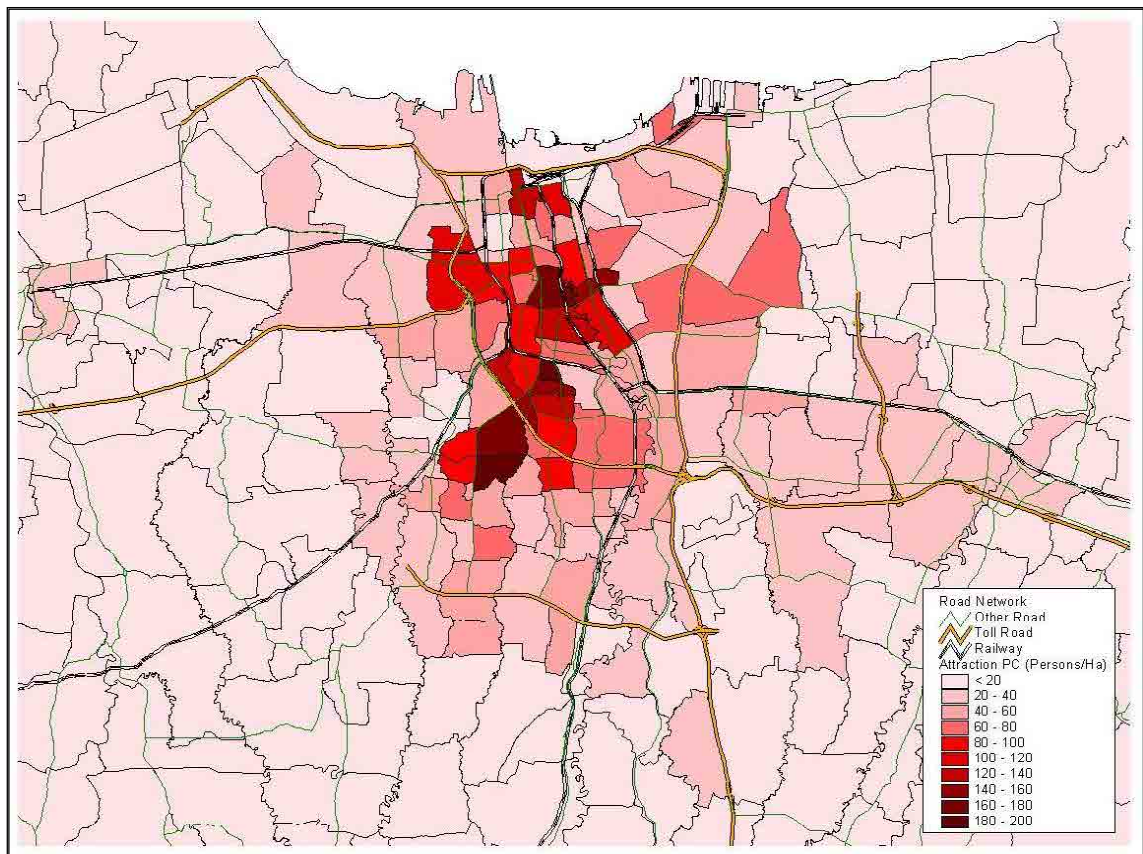 Road Network
Other Road
Toll Road
Railway
Attraction PC (Persons/Ha)
< 20
20 - 40
40 - 60
60 - 80
80 - 100
100 - 120
120 - 140
140 - 160
160 - 180
180 - 200